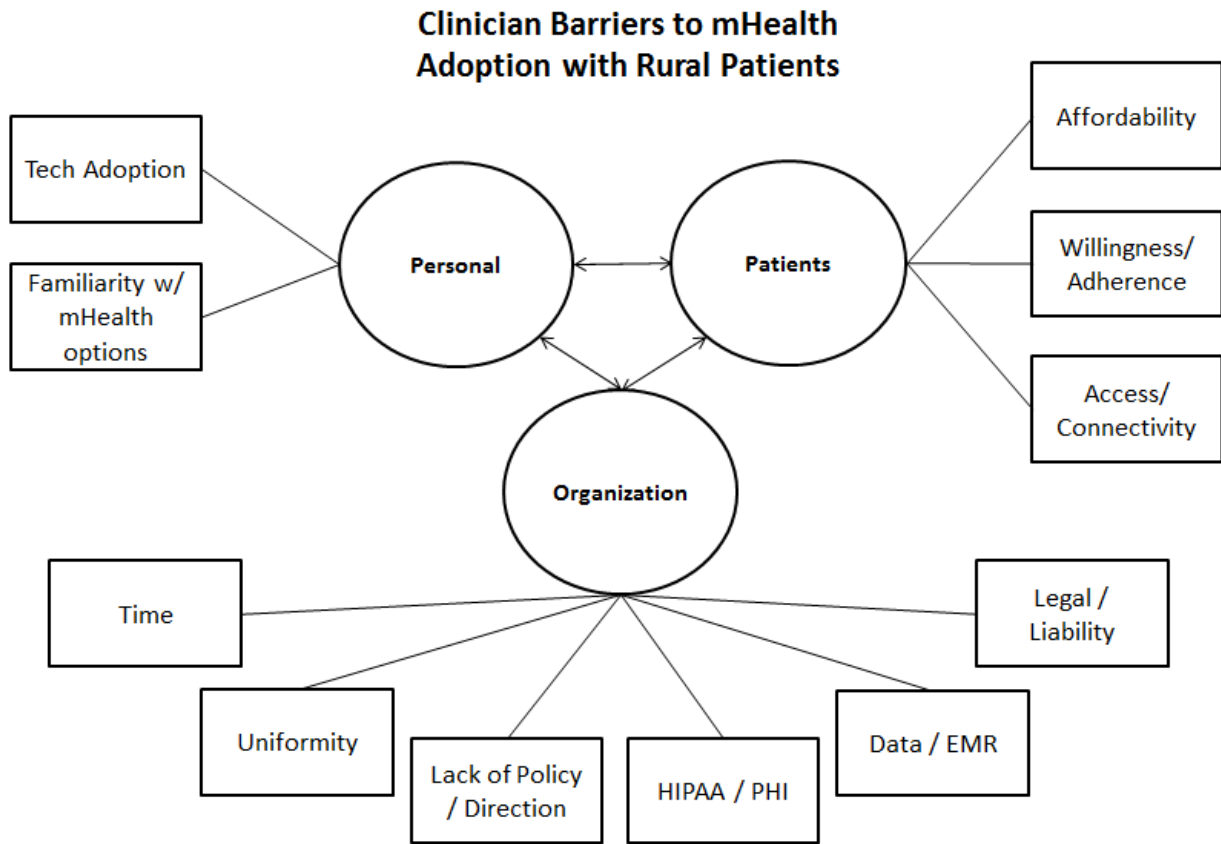 Clinician Barriers to mHealth
Adoption with Rural Patients
Tech Adoption
Familiarity w/
mHealth
options
Personal
Patients
Affordability
Willingness/
Adherence
Access/
Connectivity
Organization
Time
Uniformity
Lack of Policy
/ Direction
HIPAA / PHI
Data / EMR
Legal /
Liability